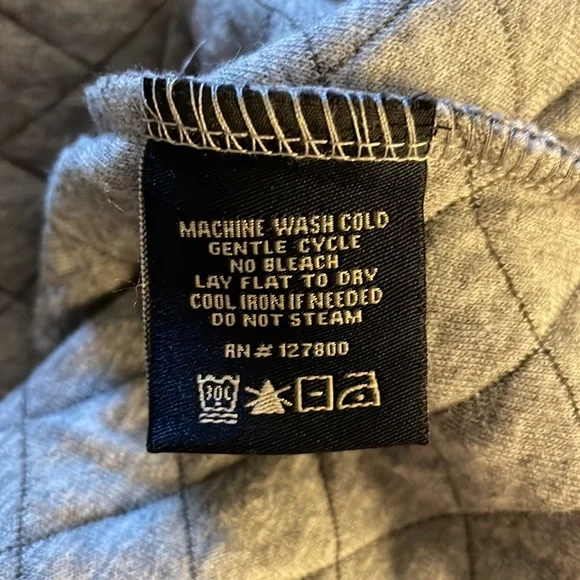 MACHINE WASH COLD
GENTLE CYCLE
NO BLEACH
LAY FLAT TO DRY
COOL IRON IF NEEDED
DO NOT STEAM
RN# 127800
30C